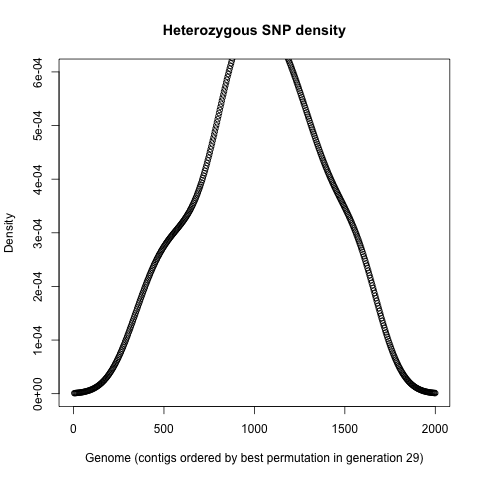 Heterozygous SNP density
6e-04
5e-04
4e-04
3e-04
2e-04
1e-04
0e+00
Density
0 500 1000 1500 2000
Genome (contigs ordered by best permutation in generation 29)